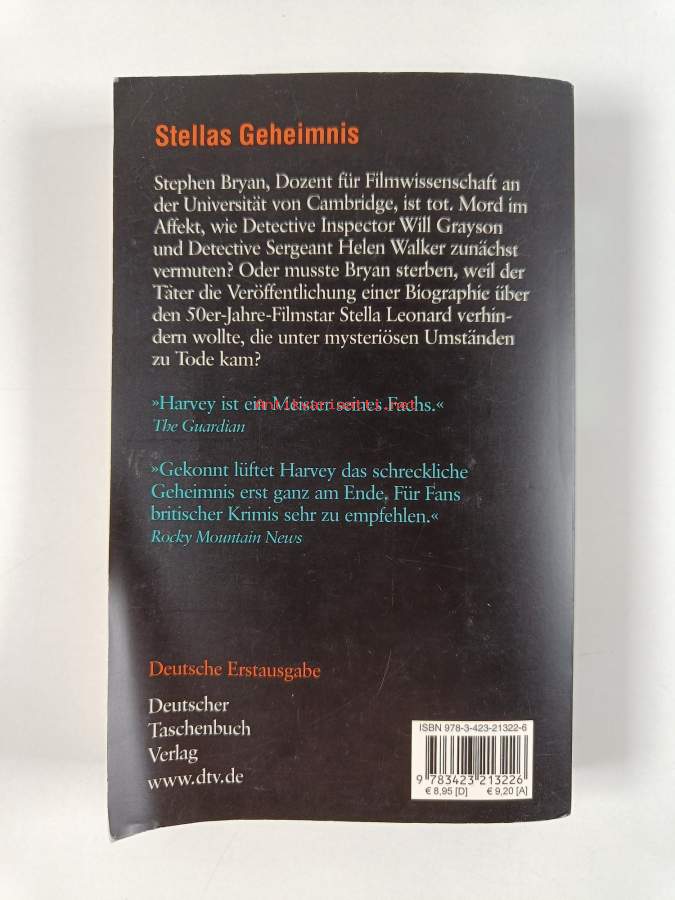 Stellas Geheimnis
Stephen Bryan, Dozent für Filmwissenschaft an
der Universität von Cambridge, ist tot. Mord im
Affekt, wie Detective Inspector Will Grayson
und Detective Sergeant Helen Walker zunächst
vermuten? Oder musste Bryan sterben, weil der
Täter die Veröffentlichung einer Biographie über
den 50er-Jahre-Filmstar Stella Leonard verhin-
dern wollte, die unter mysteriösen Umständen
zu Tode kam?
»Harvey ist ein Meister seines Fachs.«
The Guardian
»Gekonnt lüftet Harvey das schreckliche
Geheimnis erst ganz am Ende. Für Fans
britischer Krimis sehr zu empfehlen.«
Rocky Mountain News
Deutsche Erstausgabe
Deutscher
Taschenbuch
Verlag
www.dtv.de
ISBN 978-3-423-21322-6
9 783423 213226
€ 8,95 [D] € 9,20 [A]